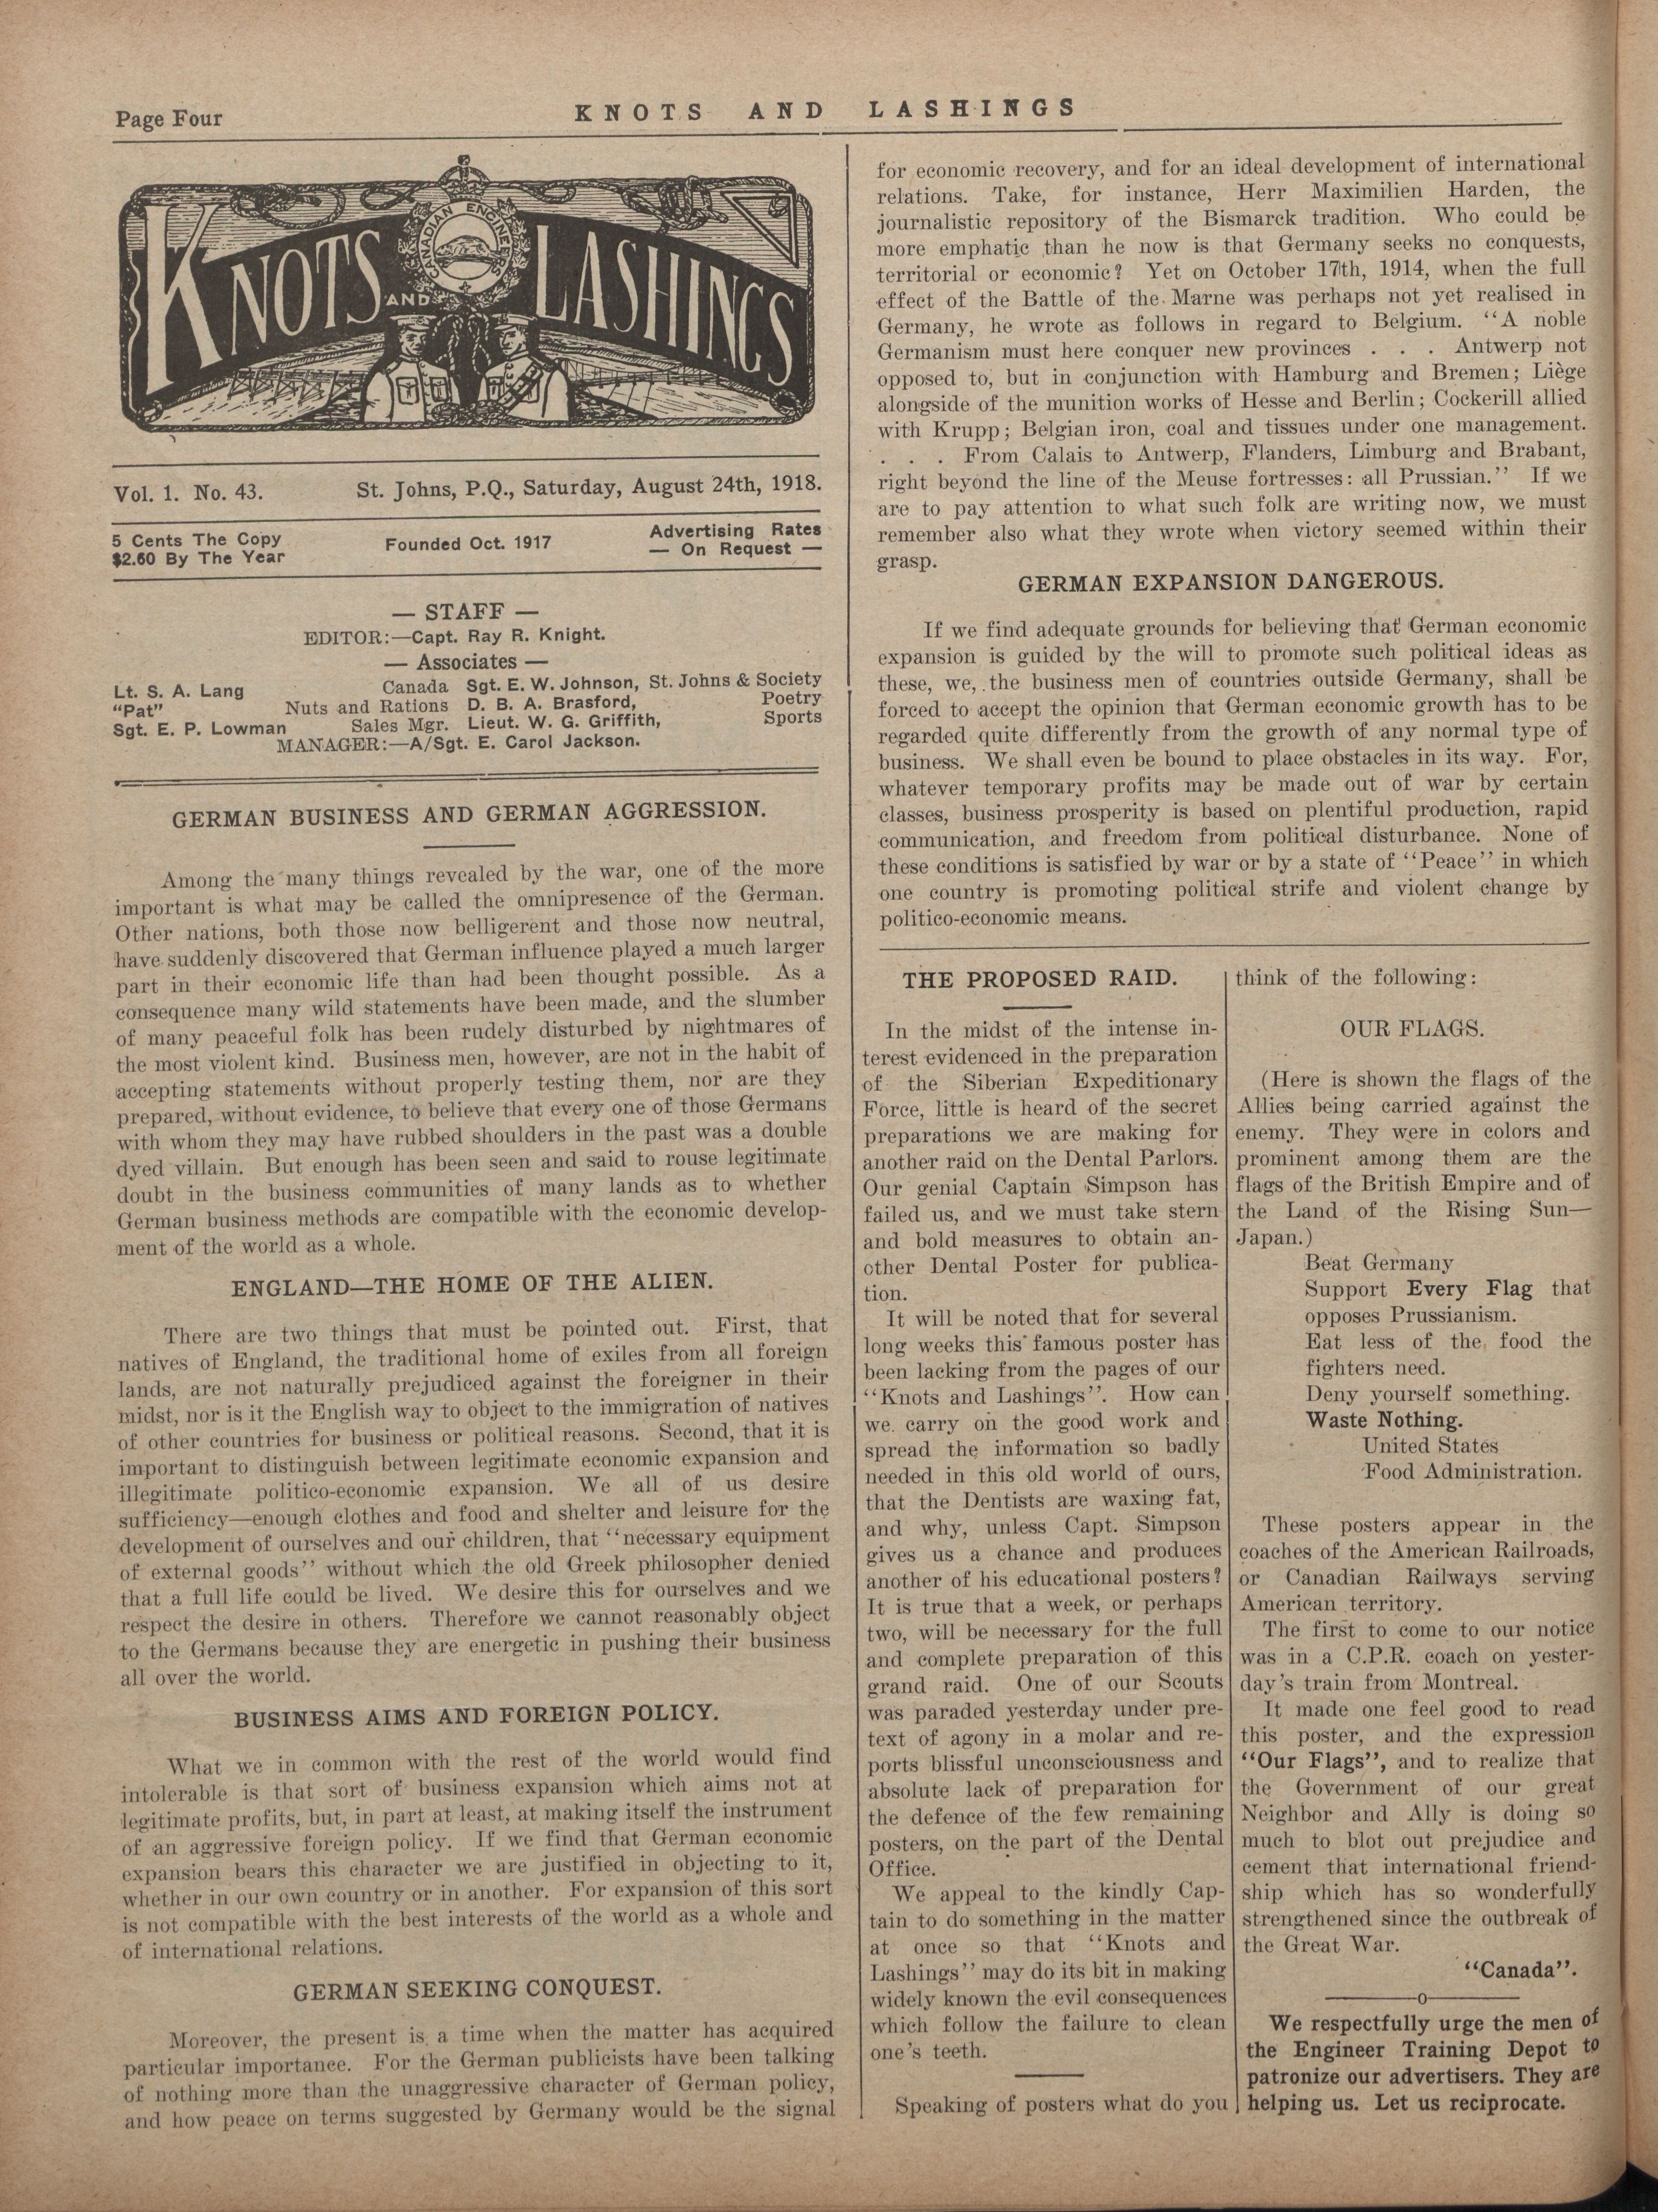 Page Four
KNOTS AND LASHINGS
KNOTS AND LASHINGS
CANADIAN ENGINEERS
Vol. 1. No. 43.
St. Johns, P.Q., Saturday, August 24th, 1918.
5 Cents The Copy
$2.60 By The Year
Founded Oct. 1917
Advertising Rates
— On Request —
— STAFF —
EDITOR:—Capt. Ray R. Knight.
— Associates —
Lt. S. A. Lang Canada Sgt. E. W. Johnson, St. Johns & Society
“Pat” Nuts and Rations D. B. A. Brasford, Poetry
Sgt. E. P. Lowman Sales Mgr. Lieut. W. G. Griffith, Sports
MANAGER:—A/Sgt. E. Carol Jackson.
GERMAN BUSINESS AND GERMAN AGGRESSION.
Among the many things revealed by the war, one of the more
important is what may be called the omnipresence of the German.
Other nations, both those now belligerent and those now neutral,
have suddenly discovered that German influence played a much larger
part in their economic life than had been thought possible. As a
consequence many wild statements have been made, and the slumber
of many peaceful folk has been rudely disturbed by nightmares of
the most violent kind. Business men, however, are not in the habit of
accepting statements without properly testing them, nor are they
prepared, without evidence, to believe that every one of those Germans
with whom they may have rubbed shoulders in the past was a double
dyed villain. But enough has been seen and said to rouse legitimate
doubt in the business communities of many lands as to whether
German business methods are compatible with the economic develop-
ment of the world as a whole.
ENGLAND—THE HOME OF THE ALIEN.
There are two things that must be pointed out. First, that
natives of England, the traditional home of exiles from all foreign
lands, are not naturally prejudiced against the foreigner in their
midst, nor is it the English way to object to the immigration of natives
of other countries for business or political reasons. Second, that it is
important to distinguish between legitimate economic expansion and
illegitimate politico-economic expansion. We all of us desire
sufficiency—enough clothes and food and shelter and leisure for the
development of ourselves and our children, that “necessary equipment
of external goods” without which the old Greek philosopher denied
that a full life could be lived. We desire this for ourselves and we
respect the desire in others. Therefore we cannot reasonably object
to the Germans because they are energetic in pushing their business
all over the world.
BUSINESS AIMS AND FOREIGN POLICY.
What we in common with the rest of the world would find
intolerable is that sort of business expansion which aims not at
legitimate profits, but, in part at least, at making itself the instrument
of an aggressive foreign policy. If we find that German economic
expansion bears this character we are justified in objecting to it,
whether in our own country or in another. For expansion of this sort
is not compatible with the best interests of the world as a whole and
of international relations.
GERMAN SEEKING CONQUEST.
Moreover, the present is a time when the matter has acquired
particular importance. For the German publicists have been talking
of nothing more than the unaggressive character of German policy,
and how peace on terms suggested by Germany would be the signal
for economic recovery, and for an ideal development of international
relations. Take, for instance, Herr Maximilien Harden, the
journalistic repository of the Bismarck tradition. Who could be
more emphatic than he now is that Germany seeks no conquests,
territorial or economic? Yet on October 17th, 1914, when the full
effect of the Battle of the Marne was perhaps not yet realised in
Germany, he wrote as follows in regard to Belgium. “A noble
Germanism must here conquer new provinces . . . Antwerp not
opposed to, but in conjunction with Hamburg and Bremen; Liège
alongside of the munition works of Hesse and Berlin; Cockerill allied
with Krupp; Belgian iron, coal and tissues under one management.
. . . From Calais to Antwerp, Flanders, Limburg and Brabant,
right beyond the line of the Meuse fortresses: all Prussian.” If we
are to pay attention to what such folk are writing now, we must
remember also what they wrote when victory seemed within their
grasp.
GERMAN EXPANSION DANGEROUS.
If we find adequate grounds for believing that German economic
expansion is guided by the will to promote such political ideas as
these, we, the business men of countries outside Germany, shall be
forced to accept the opinion that German economic growth has to be
regarded quite differently from the growth of any normal type of
business. We shall even be bound to place obstacles in its way. For,
whatever temporary profits may be made out of war by certain
classes, business prosperity is based on plentiful production, rapid
communication, and freedom from political disturbance. None of
these conditions is satisfied by war or by a state of “Peace” in which
one country is promoting political strife and violent change by
politico-economic means.
THE PROPOSED RAID.
In the midst of the intense in-
terest evidenced in the preparation
of the Siberian Expeditionary
Force, little is heard of the secret
preparations we are making for
another raid on the Dental Parlors.
Our genial Captain Simpson has
failed us, and we must take stern
and bold measures to obtain an-
other Dental Poster for publica-
tion.
It will be noted that for several
long weeks this famous poster has
been lacking from the pages of our
“Knots and Lashings”. How can
we carry on the good work and
spread the information so badly
needed in this old world of ours,
that the Dentists are waxing fat,
and why, unless Capt. Simpson
gives us a chance and produces
another of his educational posters?
It is true that a week, or perhaps
two, will be necessary for the full
and complete preparation of this
grand raid. One of our Scouts
was paraded yesterday under pre-
text of agony in a molar and re-
ports blissful unconsciousness and
absolute lack of preparation for
the defence of the few remaining
posters, on the part of the Dental
Office.
We appeal to the kindly Cap-
tain to do something in the matter
at once so that “Knots and
Lashings” may do its bit in making
widely known the evil consequences
which follow the failure to clean
one’s teeth.
Speaking of posters what do you
think of the following:
OUR FLAGS.
(Here is shown the flags of the
Allies being carried against the
enemy. They were in colors and
prominent among them are the
flags of the British Empire and of
the Land of the Rising Sun—
Japan.)
Beat Germany
Support Every Flag that
opposes Prussianism.
Eat less of the food the
fighters need.
Deny yourself something.
Waste Nothing.
United States
Food Administration.
These posters appear in the
coaches of the American Railroads,
or Canadian Railways serving
American territory.
The first to come to our notice
was in a C.P.R. coach on yester-
day’s train from Montreal.
It made one feel good to read
this poster, and the expression
“Our Flags”, and to realize that
the Government of our great
Neighbor and Ally is doing so
much to blot out prejudice and
cement that international friend-
ship which has so wonderfully
strengthened since the outbreak of
the Great War.
“Canada”.
o
We respectfully urge the men of
the Engineer Training Depot to
patronize our advertisers. They are
helping us. Let us reciprocate.